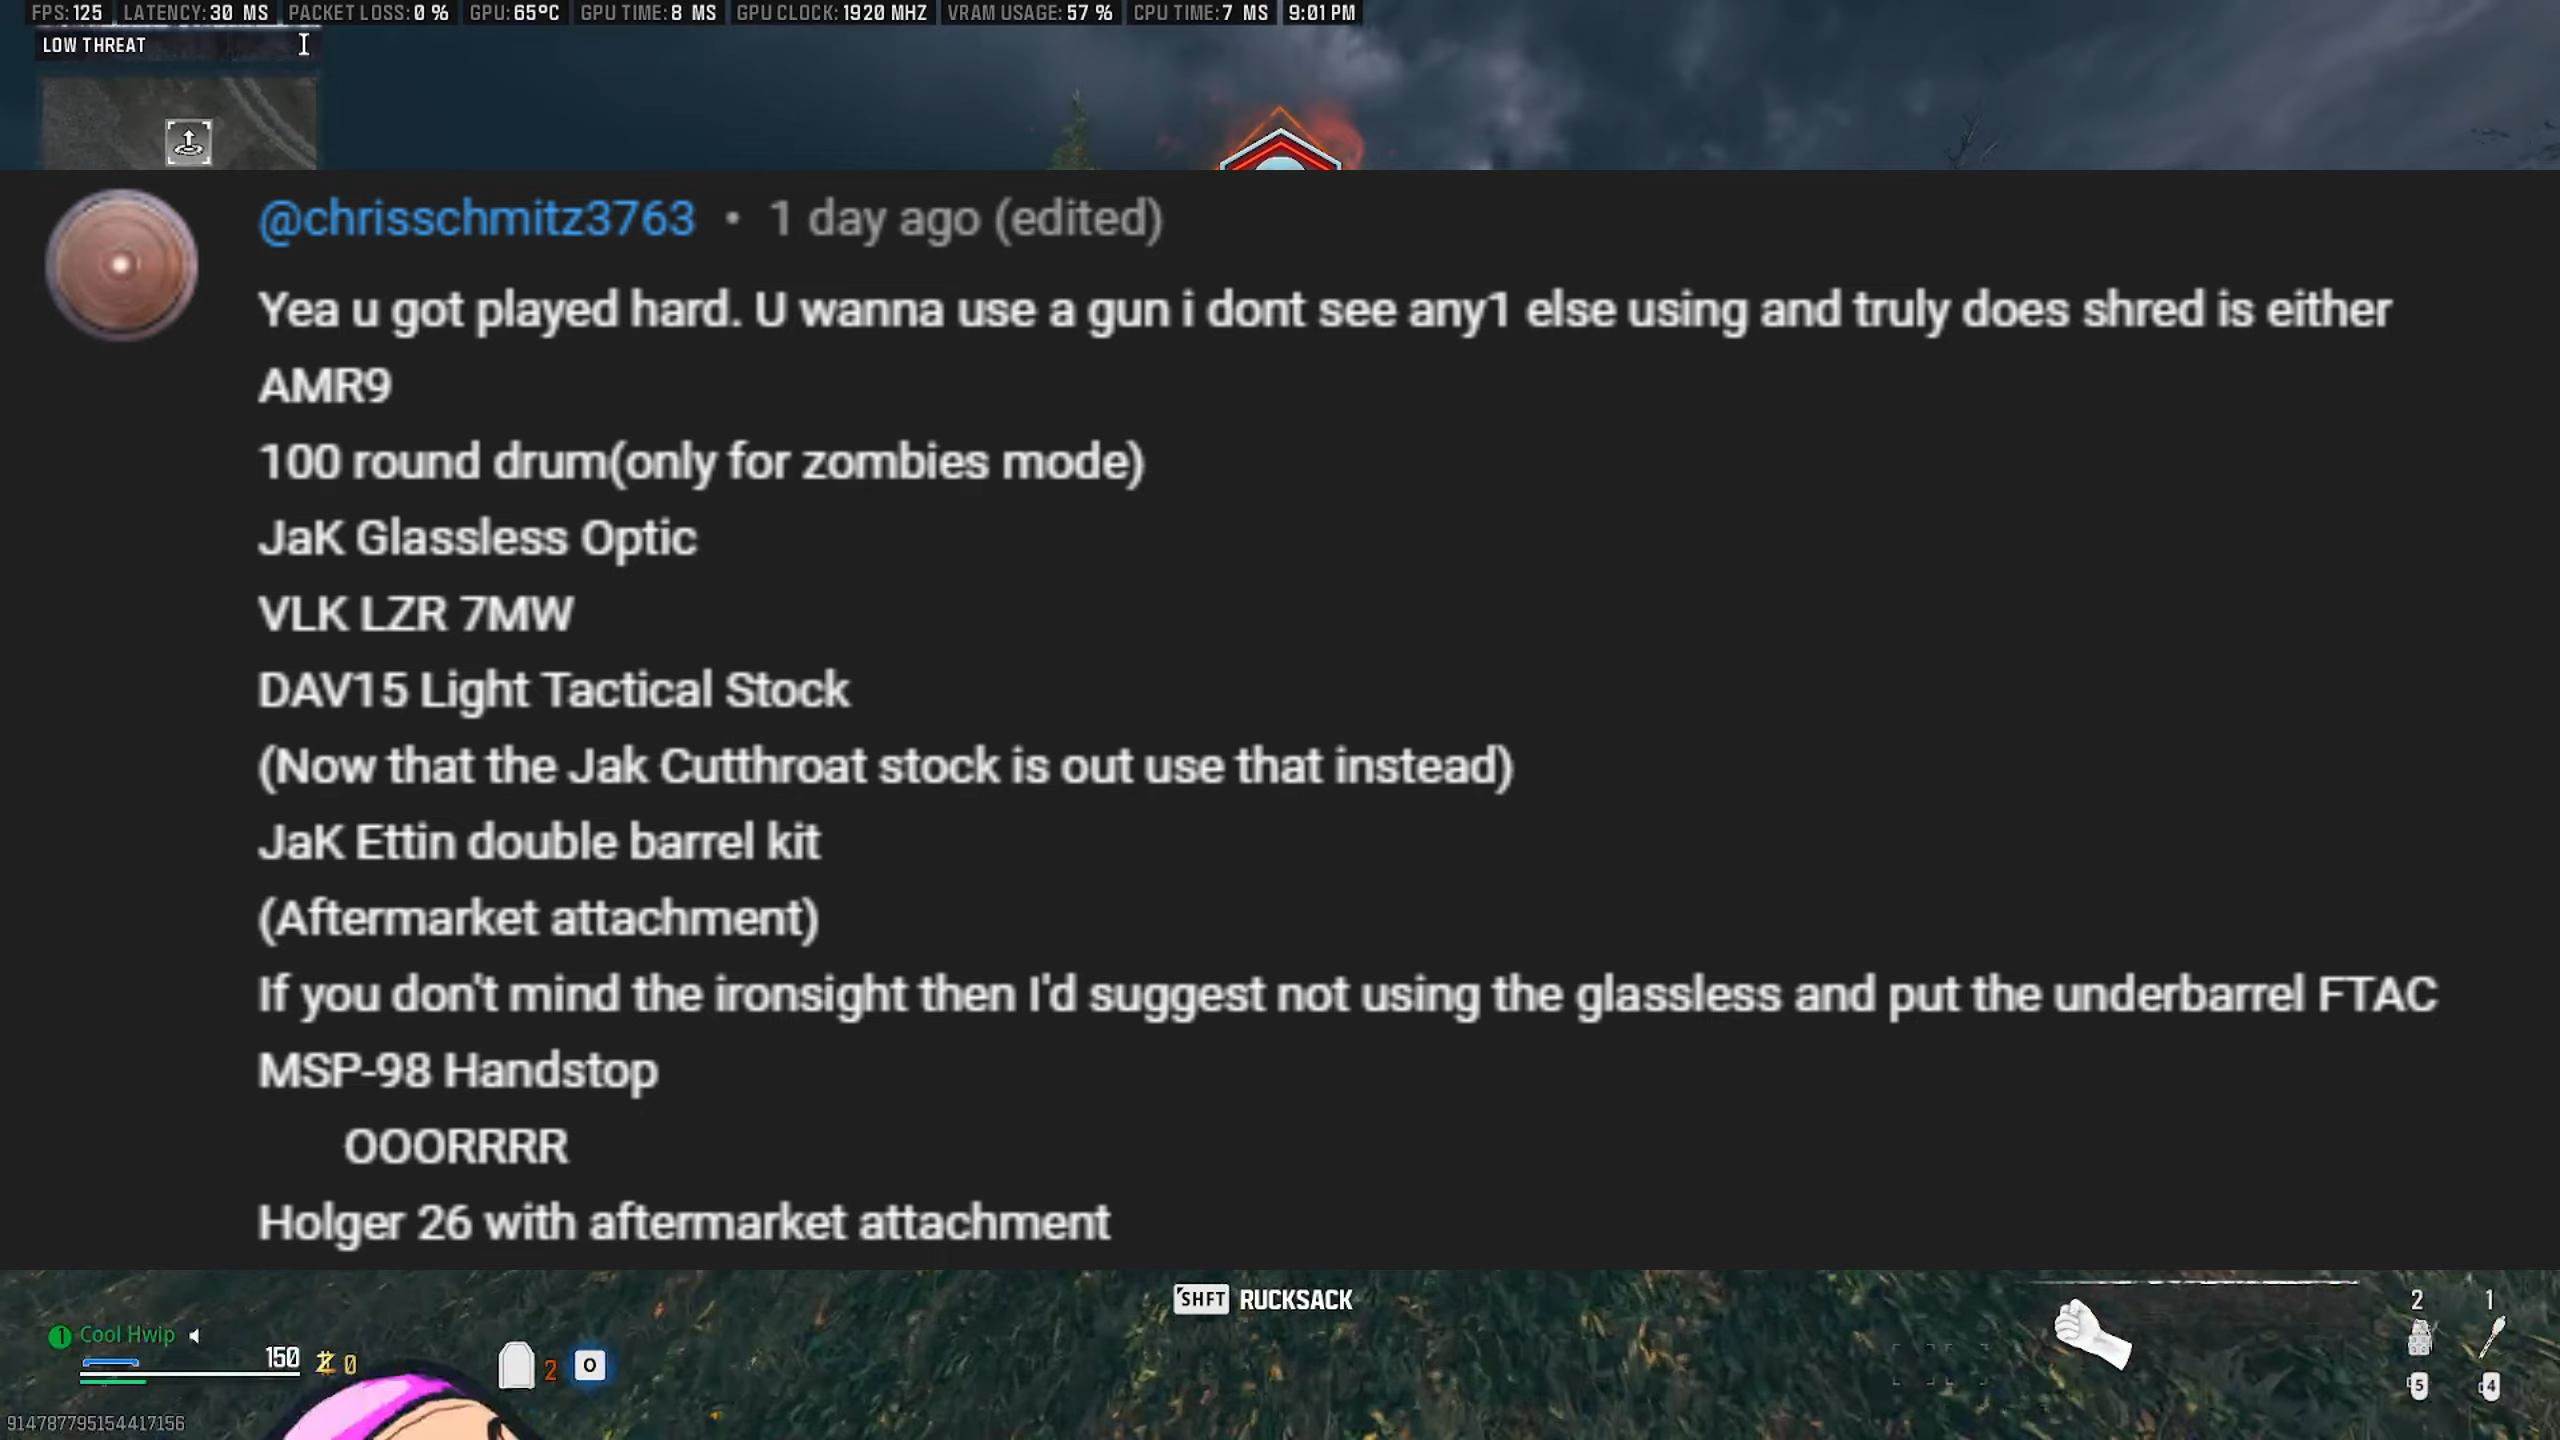 FPS: 125 LATENCY: 30 MS PACKET LOSS: 0 % GPU: 65°C GPU TIME: 8 MS GPU CLOCK: 1920 MHZ VRAM USAGE: 57 % CPU TIME: 7 MS 9:01 PM
LOW THREAT I
@chrisschmitz3763 • 1 day ago (edited)
Yea u got played hard. U wanna use a gun i dont see any1 else using and truly does shred is either
AMR9
100 round drum(only for zombies mode)
JaK Glassless Optic
VLK LZR 7MW
DAV15 Light Tactical Stock
(Now that the Jak Cutthroat stock is out use that instead)
JaK Ettin double barrel kit
(Aftermarket attachment)
If you don't mind the ironsight then I'd suggest not using the glassless and put the underbarrel FTAC
MSP-98 Handstop
OOORRRR
Holger 26 with aftermarket attachment
SHFT RUCKSACK
2 1
1 Cool Hwip
150 0 2 O
5 4
914787795154417156